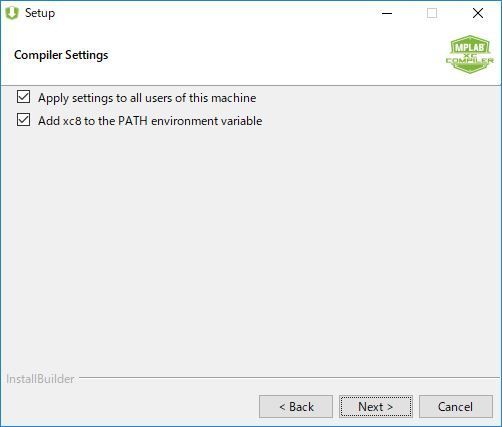 Setup
Compiler Settings
MPLAB®
XC
COMPILER
Apply settings to all users of this machine
Add xc8 to the PATH environment variable
InstallBuilder
< Back
Next >
Cancel